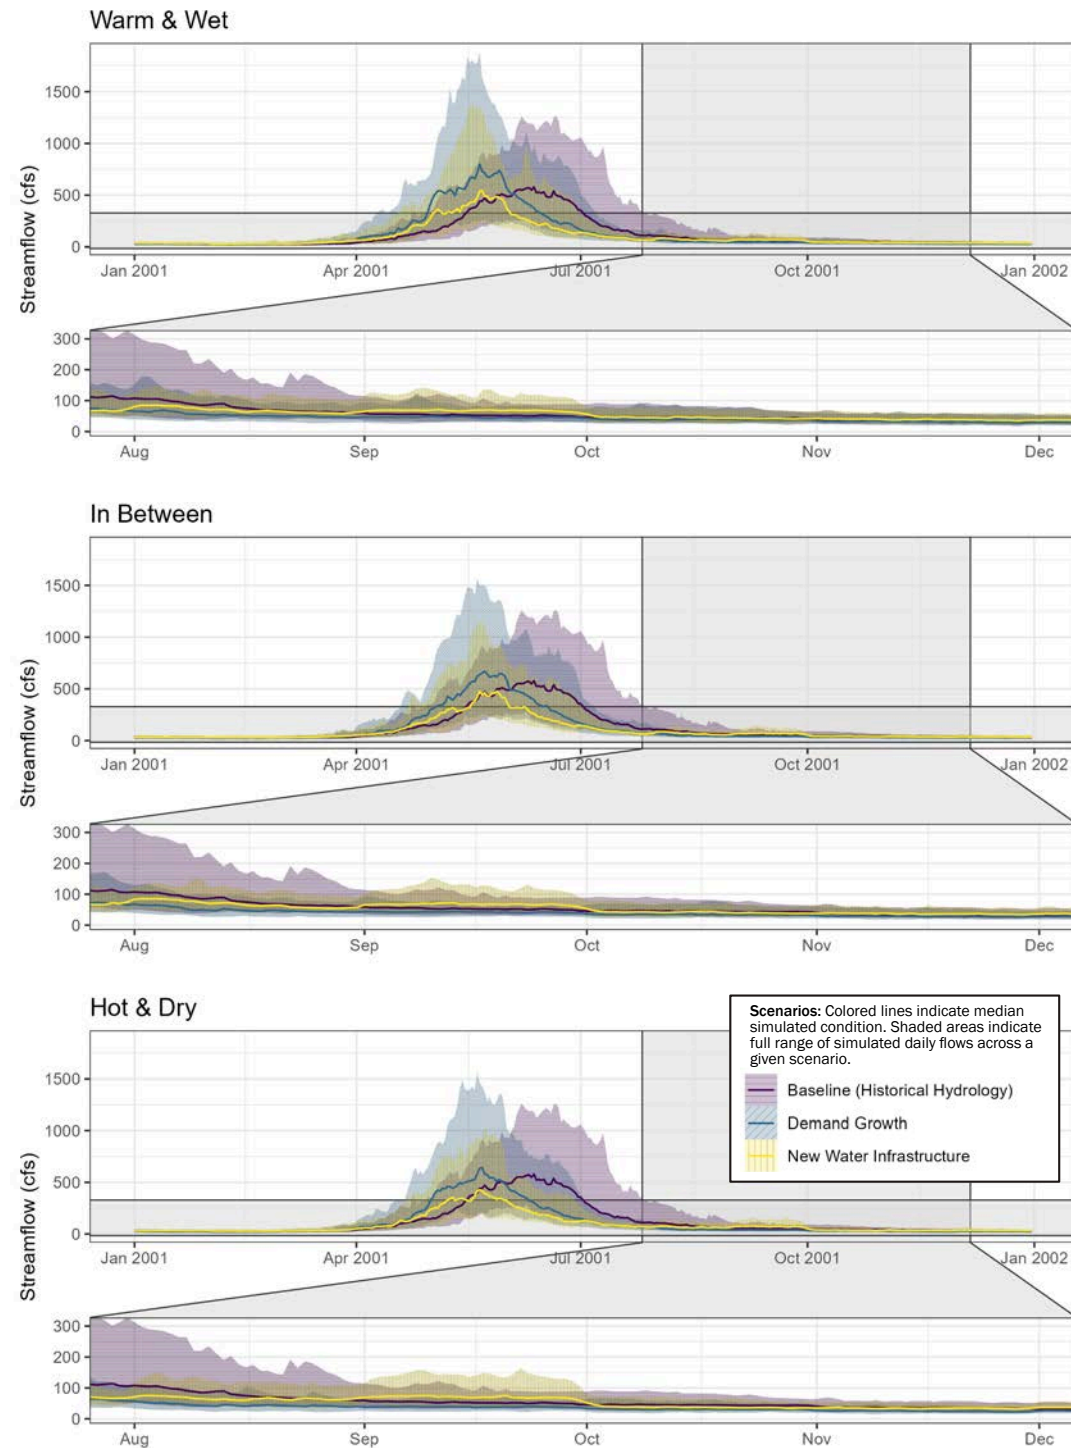 Warm & Wet
Streamflow (cfs)
1500
1000
500
0
Jan 2001 Apr 2001 Jul 2001 Oct 2001 Jan 2002
300
200
100
0
Aug Sep Oct Nov Dec
In Between
Streamflow (cfs)
1500
1000
500
0
Jan 2001 Apr 2001 Jul 2001 Oct 2001 Jan 2002
300
200
100
0
Aug Sep Oct Nov Dec
Hot & Dry
Scenarios: Colored lines indicate median
simulated condition. Shaded areas indicate
full range of simulated daily flows across a
given scenario.
Baseline (Historical Hydrology)
Demand Growth
New Water Infrastructure
Streamflow (cfs)
1500
1000
500
0
Jan 2001 Apr 2001 Jul 2001 Oct 2001 Jan 2002
300
200
100
0
Aug Sep Oct Nov Dec